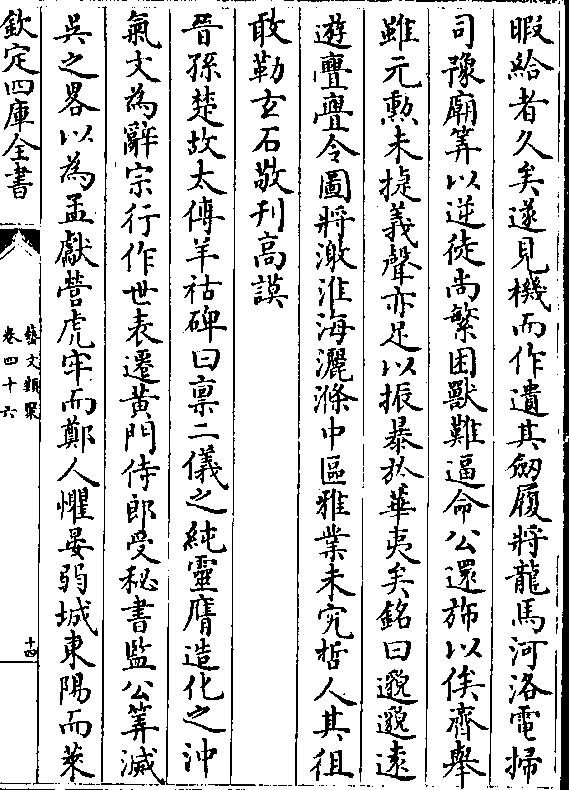 暇給者久矣遂見機而作遺其劒履將龍馬河洛電掃
司豫廟筭以逆徒尚繁困獸難逼命公還斾以俟齊舉
雖元勲未㨗義聲亦足以振暴於華夷矣銘曰邈邈遠
遊亹亹令圖將激淮海灑滌中區雅業未究哲人其徂
敢勒玄石敬刊高謨
晉孫楚故太傅羊祜碑曰稟二儀之純靈膺造化之沖
氣文為辭宗行作世表遷黄門侍郎受秘書監公筭滅
吳之畧以為孟獻營虎牢而鄭人懼晏弱城東陽而萊
欽定四庫全書
藝文類聚
卷四十六
十四